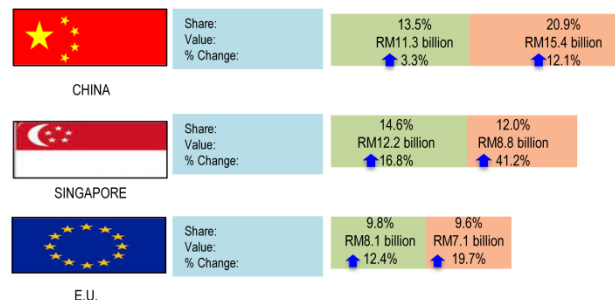 Share: 13.5% 20.9%
Value: RM11.3 billion RM15.4 billion
% Change: 3.3% 12.1%
CHINA
Share: 14.6% 12.0%
Value: RM12.2 billion RM8.8 billion
% Change: 16.8% 41.2%
SINGAPORE
Share: 9.8% 9.6%
Value: RM8.1 billion RM7.1 billion
% Change: 12.4% 19.7%
E.U.